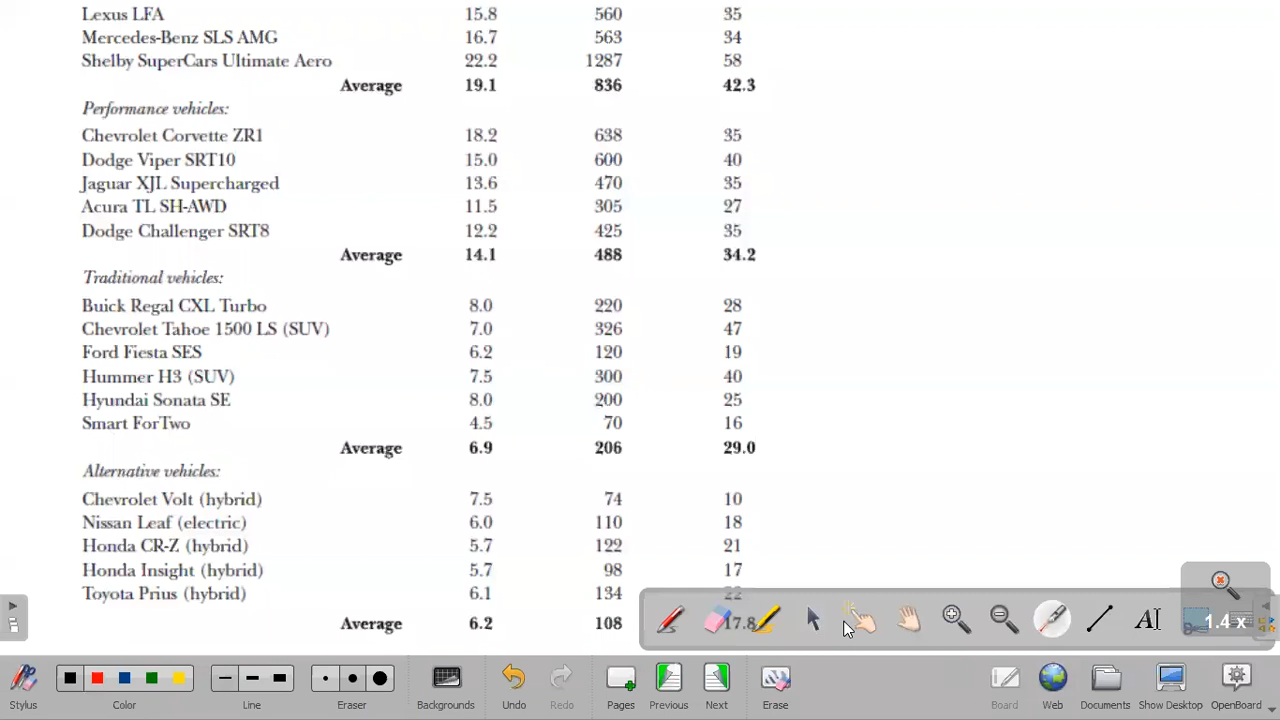 Lexus LFA 15.8 560 35
Mercedes-Benz SLS AMG 16.7 563 34
Shelby SuperCars Ultimate Aero 22.2 1287 58
Average 19.1 836 42.3
Performance vehicles:
Chevrolet Corvette ZR1 18.2 638 35
Dodge Viper SRT10 15.0 600 40
Jaguar XJL Supercharged 13.6 470 35
Acura TL SH-AWD 11.5 305 27
Dodge Challenger SRT8 12.2 425 35
Average 14.1 488 34.2
Traditional vehicles:
Buick Regal CXL Turbo 8.0 220 28
Chevrolet Tahoe 1500 LS (SUV) 7.0 326 47
Ford Fiesta SES 6.2 120 19
Hummer H3 (SUV) 7.5 300 40
Hyundai Sonata SE 8.0 200 25
Smart ForTwo 4.5 70 16
Average 6.9 206 29.0
Alternative vehicles:
Chevrolet Volt (hybrid) 7.5 74 10
Nissan Leaf (electric) 6.0 110 18
Honda CR-Z (hybrid) 5.7 122 21
Honda Insight (hybrid) 5.7 98 17
Toyota Prius (hybrid) 6.1 134 22
Average 6.2 108 17.8
1.4 x
Stylus Color Line Eraser Backgrounds Undo Redo Pages Previous Next Erase Board Web Documents Show Desktop OpenBoard